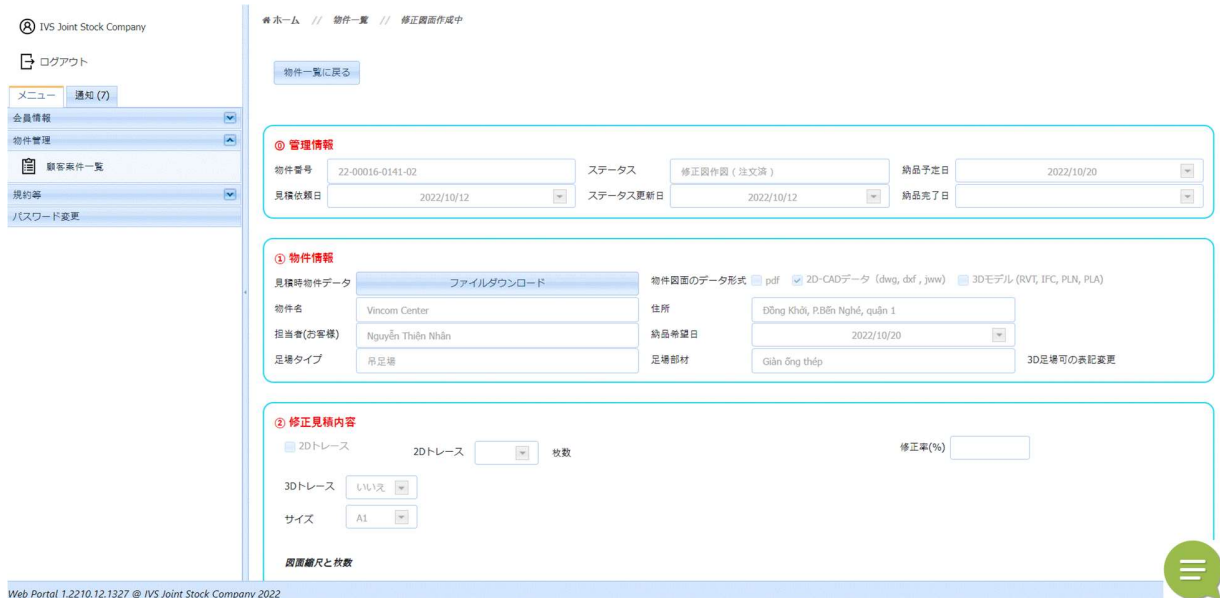 IVS Joint Stock Company
ログアウト
メニュー 通知 (7)
会員情報
物件管理
顧客案件一覧
規約等
パスワード変更
ホーム // 物件一覧 // 修正図面作成中
物件一覧に戻る
⓪ 管理情報
物件番号 22-00016-0141-02 ステータス 修正図作図 ( 注文済 ) 納品予定日 2022/10/20
見積依頼日 2022/10/12 ステータス更新日 2022/10/12 納品完了日
① 物件情報
見積時物件データ ファイルダウンロード 物件図面のデータ形式 pdf 2D-CADデータ (dwg, dxf , jww) 3Dモデル (RVT, IFC, PLN, PLA)
物件名 Vincom Center 住所 Đồng Khởi, P.Bến Nghé, quận 1
担当者(お客様) Nguyễn Thiện Nhân 納品希望日 2022/10/20
足場タイプ 吊足場 足場部材 Giàn ống thép 3D足場可の表記変更
② 修正見積内容
2Dトレース 2Dトレース 枚数 修正率(%)
3Dトレース いいえ
サイズ A1
図面縮尺と枚数
Web Portal 1.2210.12.1327 @ IVS Joint Stock Company 2022